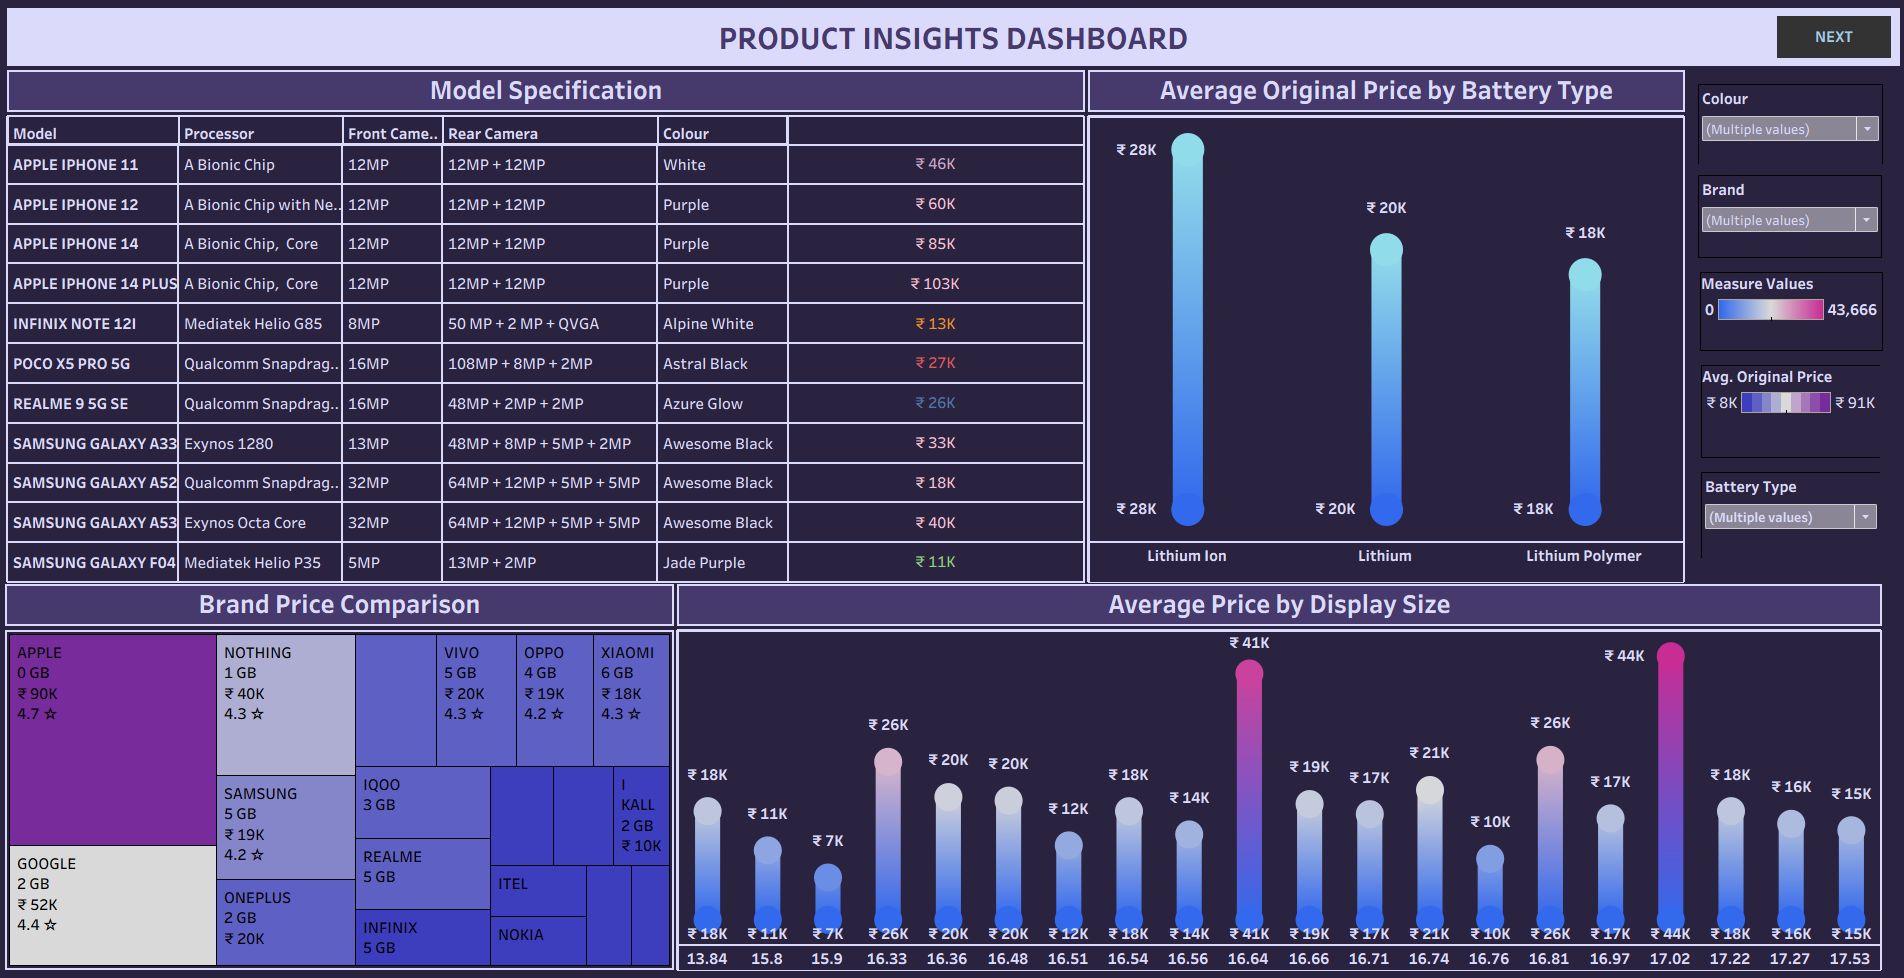 PRODUCT INSIGHTS DASHBOARD
NEXT
Model Specification
Model Processor Front Came.. Rear Camera Colour
APPLE IPHONE 11 A Bionic Chip 12MP 12MP + 12MP White ₹ 46K
APPLE IPHONE 12 A Bionic Chip with Ne.. 12MP 12MP + 12MP Purple ₹ 60K
APPLE IPHONE 14 A Bionic Chip, Core 12MP 12MP + 12MP Purple ₹ 85K
APPLE IPHONE 14 PLUS A Bionic Chip, Core 12MP 12MP + 12MP Purple ₹ 103K
INFINIX NOTE 12I Mediatek Helio G85 8MP 50 MP + 2 MP + QVGA Alpine White ₹ 13K
POCO X5 PRO 5G Qualcomm Snapdrag.. 16MP 108MP + 8MP + 2MP Astral Black ₹ 27K
REALME 9 5G SE Qualcomm Snapdrag.. 16MP 48MP + 2MP + 2MP Azure Glow ₹ 26K
SAMSUNG GALAXY A33 Exynos 1280 13MP 48MP + 8MP + 5MP + 2MP Awesome Black ₹ 33K
SAMSUNG GALAXY A52 Qualcomm Snapdrag.. 32MP 64MP + 12MP + 5MP + 5MP Awesome Black ₹ 18K
SAMSUNG GALAXY A53 Exynos Octa Core 32MP 64MP + 12MP + 5MP + 5MP Awesome Black ₹ 40K
SAMSUNG GALAXY F04 Mediatek Helio P35 5MP 13MP + 2MP Jade Purple ₹ 11K
Average Original Price by Battery Type
₹ 28K
₹ 20K
₹ 18K
₹ 28K ₹ 20K ₹ 18K
Lithium Ion Lithium Lithium Polymer
Colour
(Multiple values)
Brand
(Multiple values)
Measure Values
0 43,666
Avg. Original Price
₹ 8K ₹ 91K
Battery Type
(Multiple values)
Brand Price Comparison
APPLE
0 GB
₹ 90K
4.7 ☆
GOOGLE
2 GB
₹ 52K
4.4 ☆
NOTHING
1 GB
₹ 40K
4.3 ☆
SAMSUNG
5 GB
₹ 19K
4.2 ☆
ONEPLUS
2 GB
₹ 20K
VIVO
5 GB
₹ 20K
4.3 ☆
OPPO
4 GB
₹ 19K
4.2 ☆
XIAOMI
6 GB
₹ 18K
4.3 ☆
IQOO
3 GB
REALME
5 GB
INFINIX
5 GB
I
KALL
2 GB
₹ 10K
ITEL
NOKIA
Average Price by Display Size
₹ 18K ₹ 11K ₹ 7K ₹ 26K ₹ 20K ₹ 20K ₹ 12K ₹ 18K ₹ 14K ₹ 41K ₹ 19K ₹ 17K ₹ 21K ₹ 10K ₹ 26K ₹ 17K ₹ 44K ₹ 18K ₹ 16K ₹ 15K
₹ 18K ₹ 11K ₹ 7K ₹ 26K ₹ 20K ₹ 20K ₹ 12K ₹ 18K ₹ 14K ₹ 41K ₹ 19K ₹ 17K ₹ 21K ₹ 10K ₹ 26K ₹ 17K ₹ 44K ₹ 18K ₹ 16K ₹ 15K
13.84 15.8 15.9 16.33 16.36 16.48 16.51 16.54 16.56 16.64 16.66 16.71 16.74 16.76 16.81 16.97 17.02 17.22 17.27 17.53